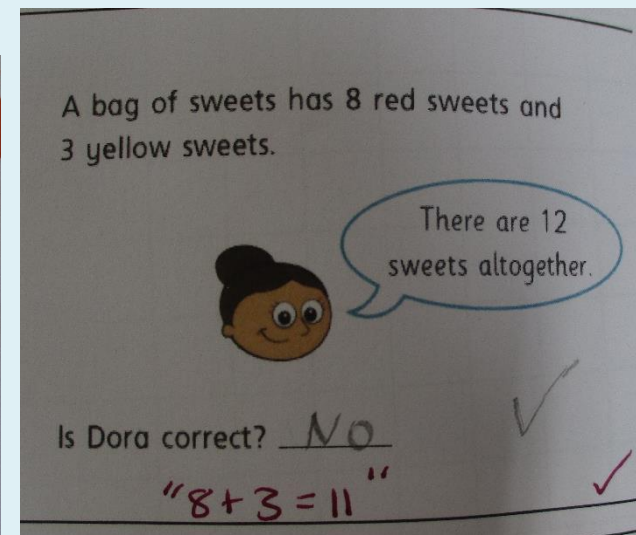 A bag of sweets has 8 red sweets and
3 yellow sweets.
There are 12
sweets altogether.
Is Dora correct? NO
"8+3=11"